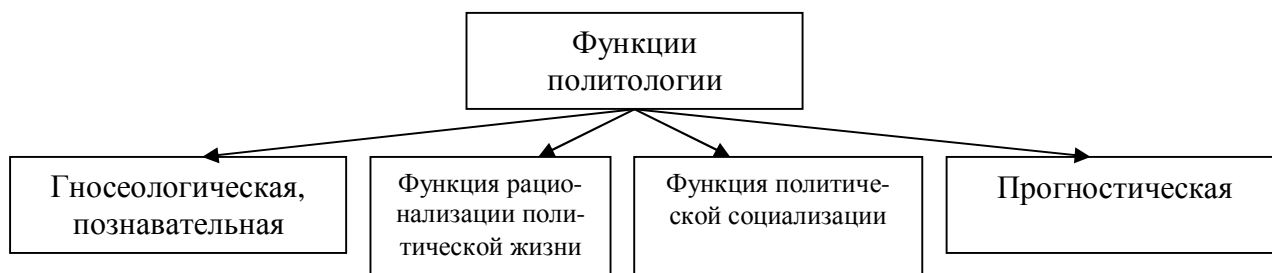 Функции
политологии
Гносеологическая,
познавательная
Функция рацио-
нализации поли-
тической жизни
Функция политиче-
ской социализации
Прогностическая